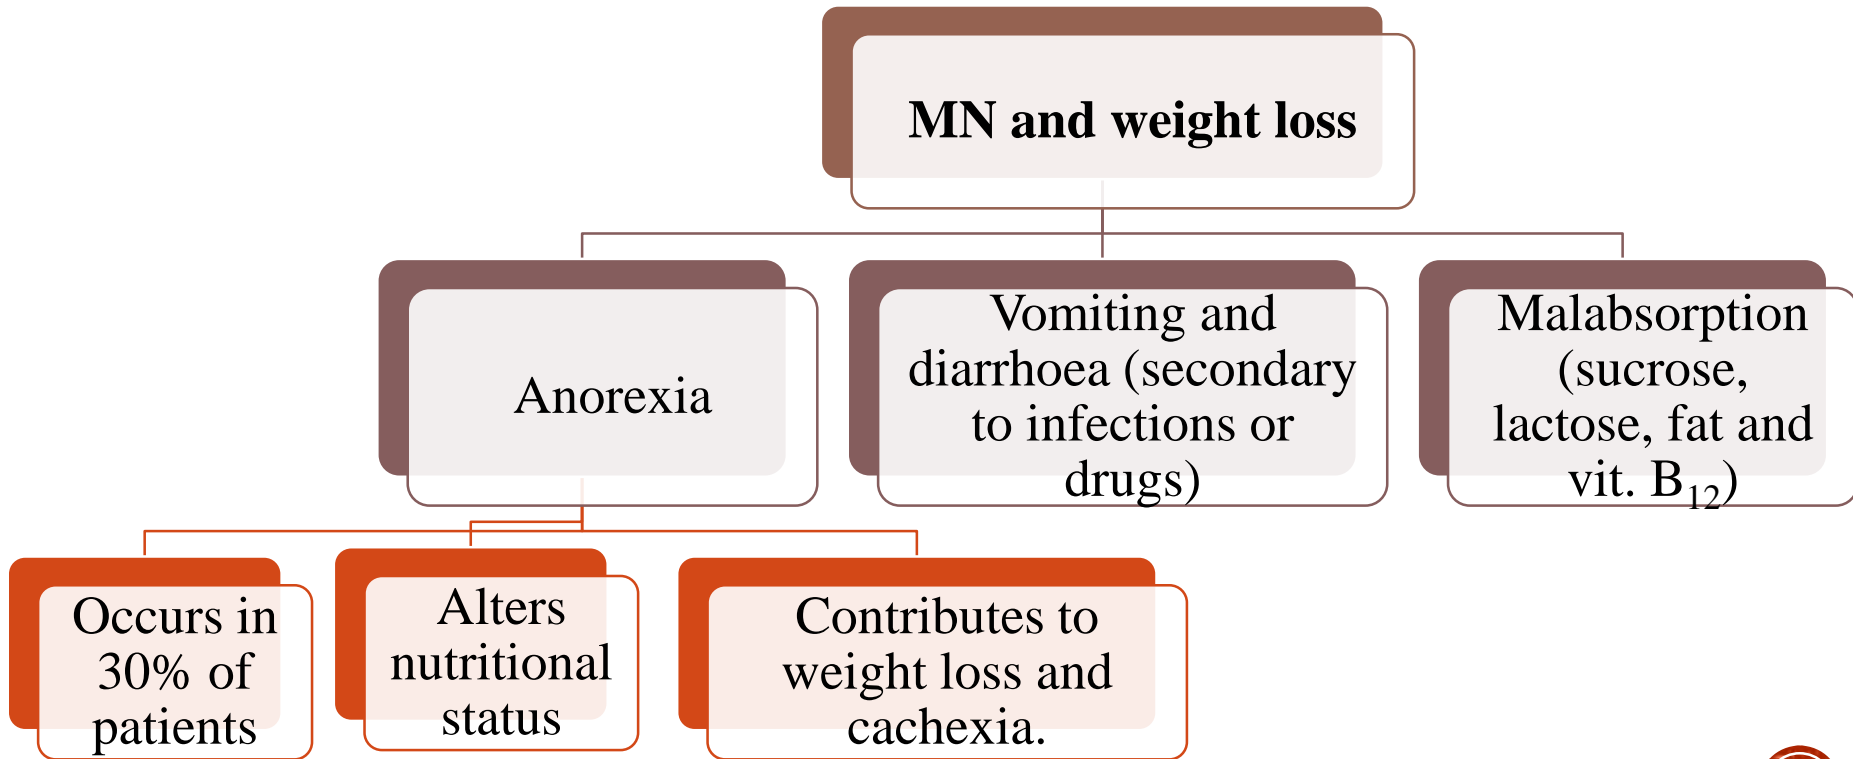 MN and weight loss
Anorexia
Vomiting and
diarrhoea (secondary
to infections or
drugs)
Malabsorption
(sucrose,
lactose, fat and
vit. B₁₂)
Occurs in
30% of
patients
Alters
nutritional
status
Contributes to
weight loss and
cachexia.